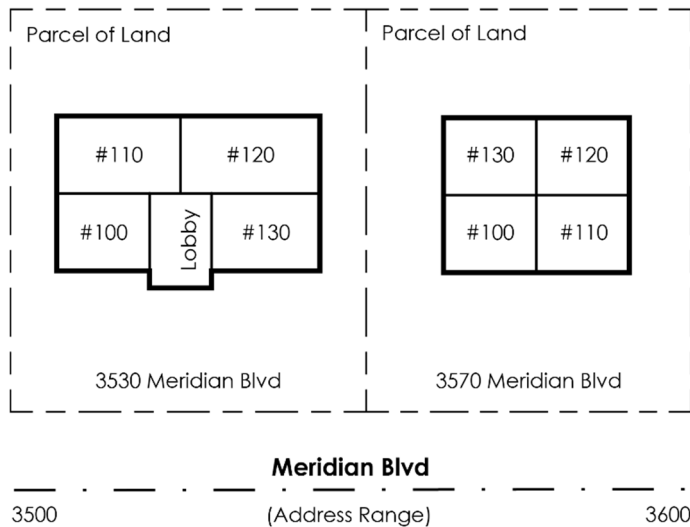 Parcel of Land
Parcel of Land
#110
#120
#130
#120
#100
Lobby
#130
#100
#110
3530 Meridian Blvd
3570 Meridian Blvd
Meridian Blvd
3500
(Address Range)
3600